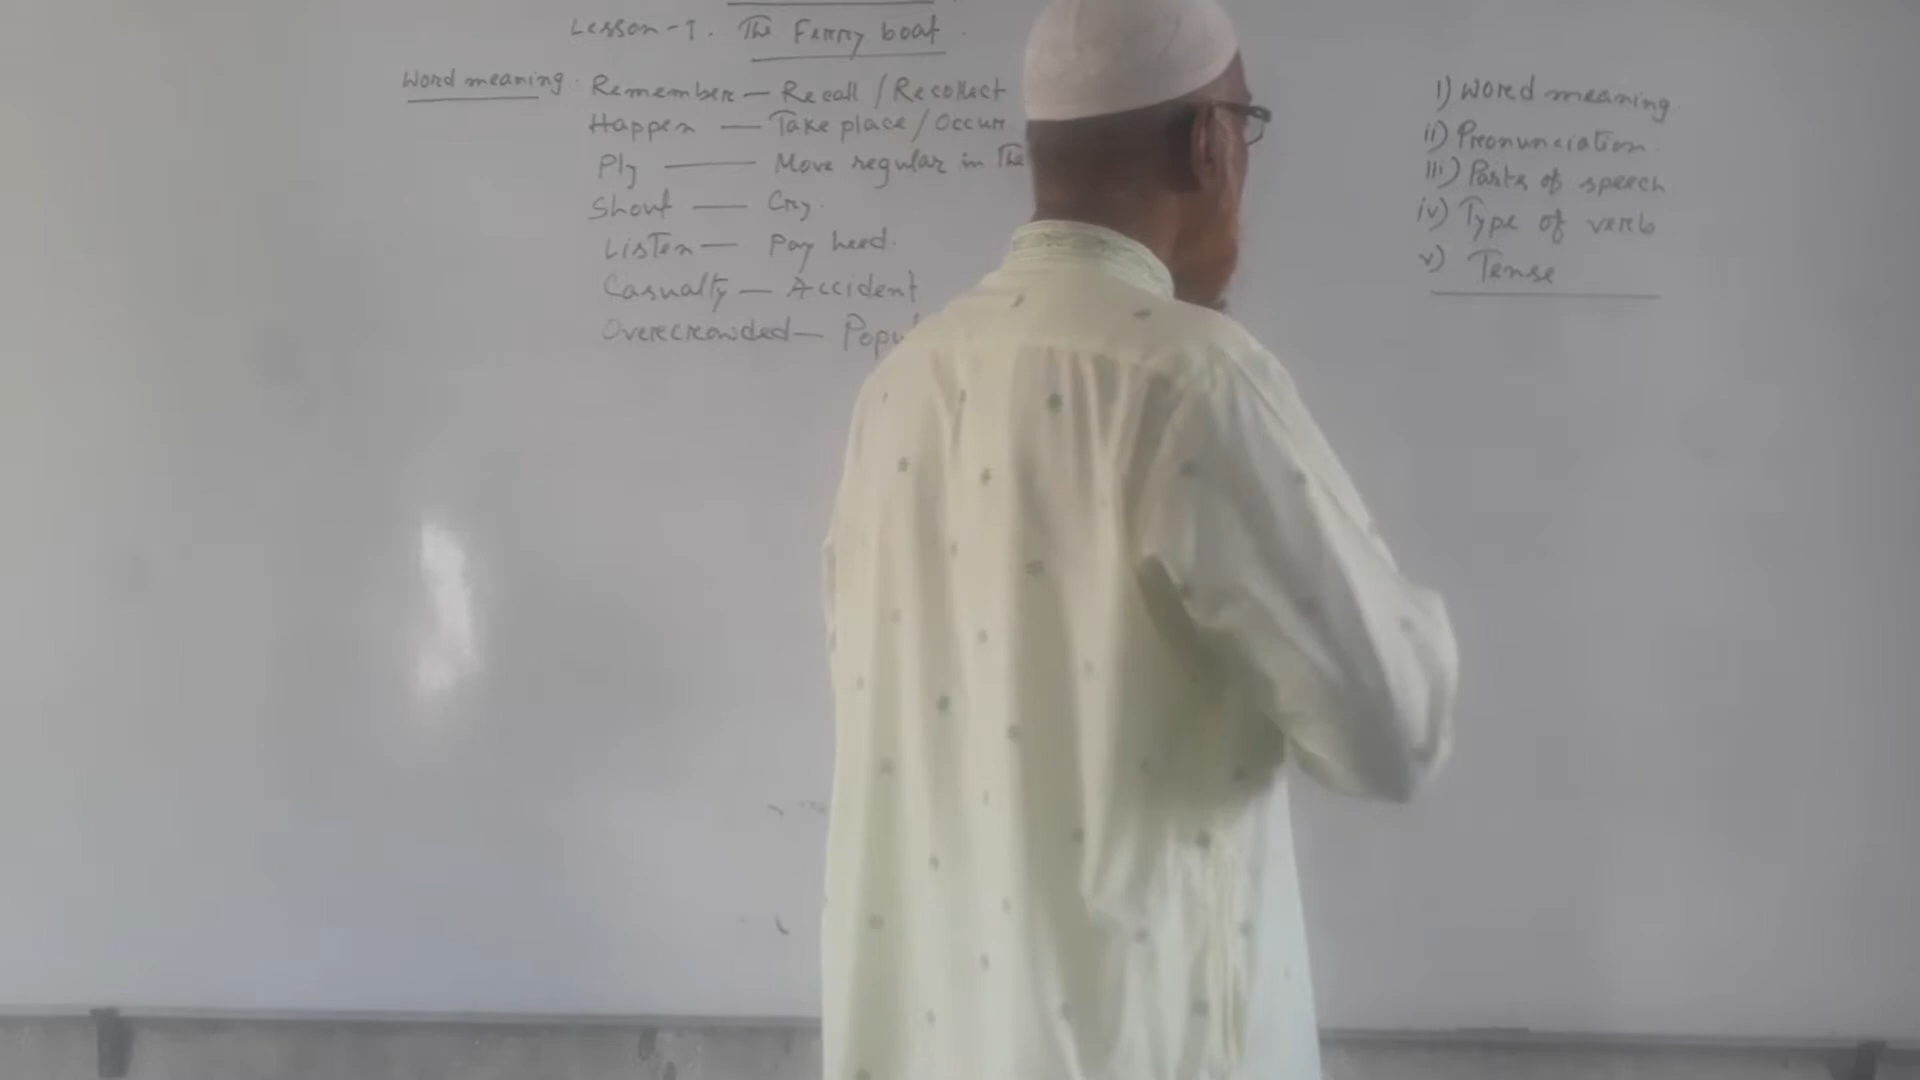 Lesson-1. The Ferry boat.
Word meaning. Remember — Recall / Recollect
Happen — Take place / Occur
Ply — Move regular in The
Shout — Cry.
Listen — Pay heed.
Casualty — Accident
Overcrowded —
i) Word meaning
ii) Pronunciation
iii) Parts of speech
iv) Type of verb
v) Tense